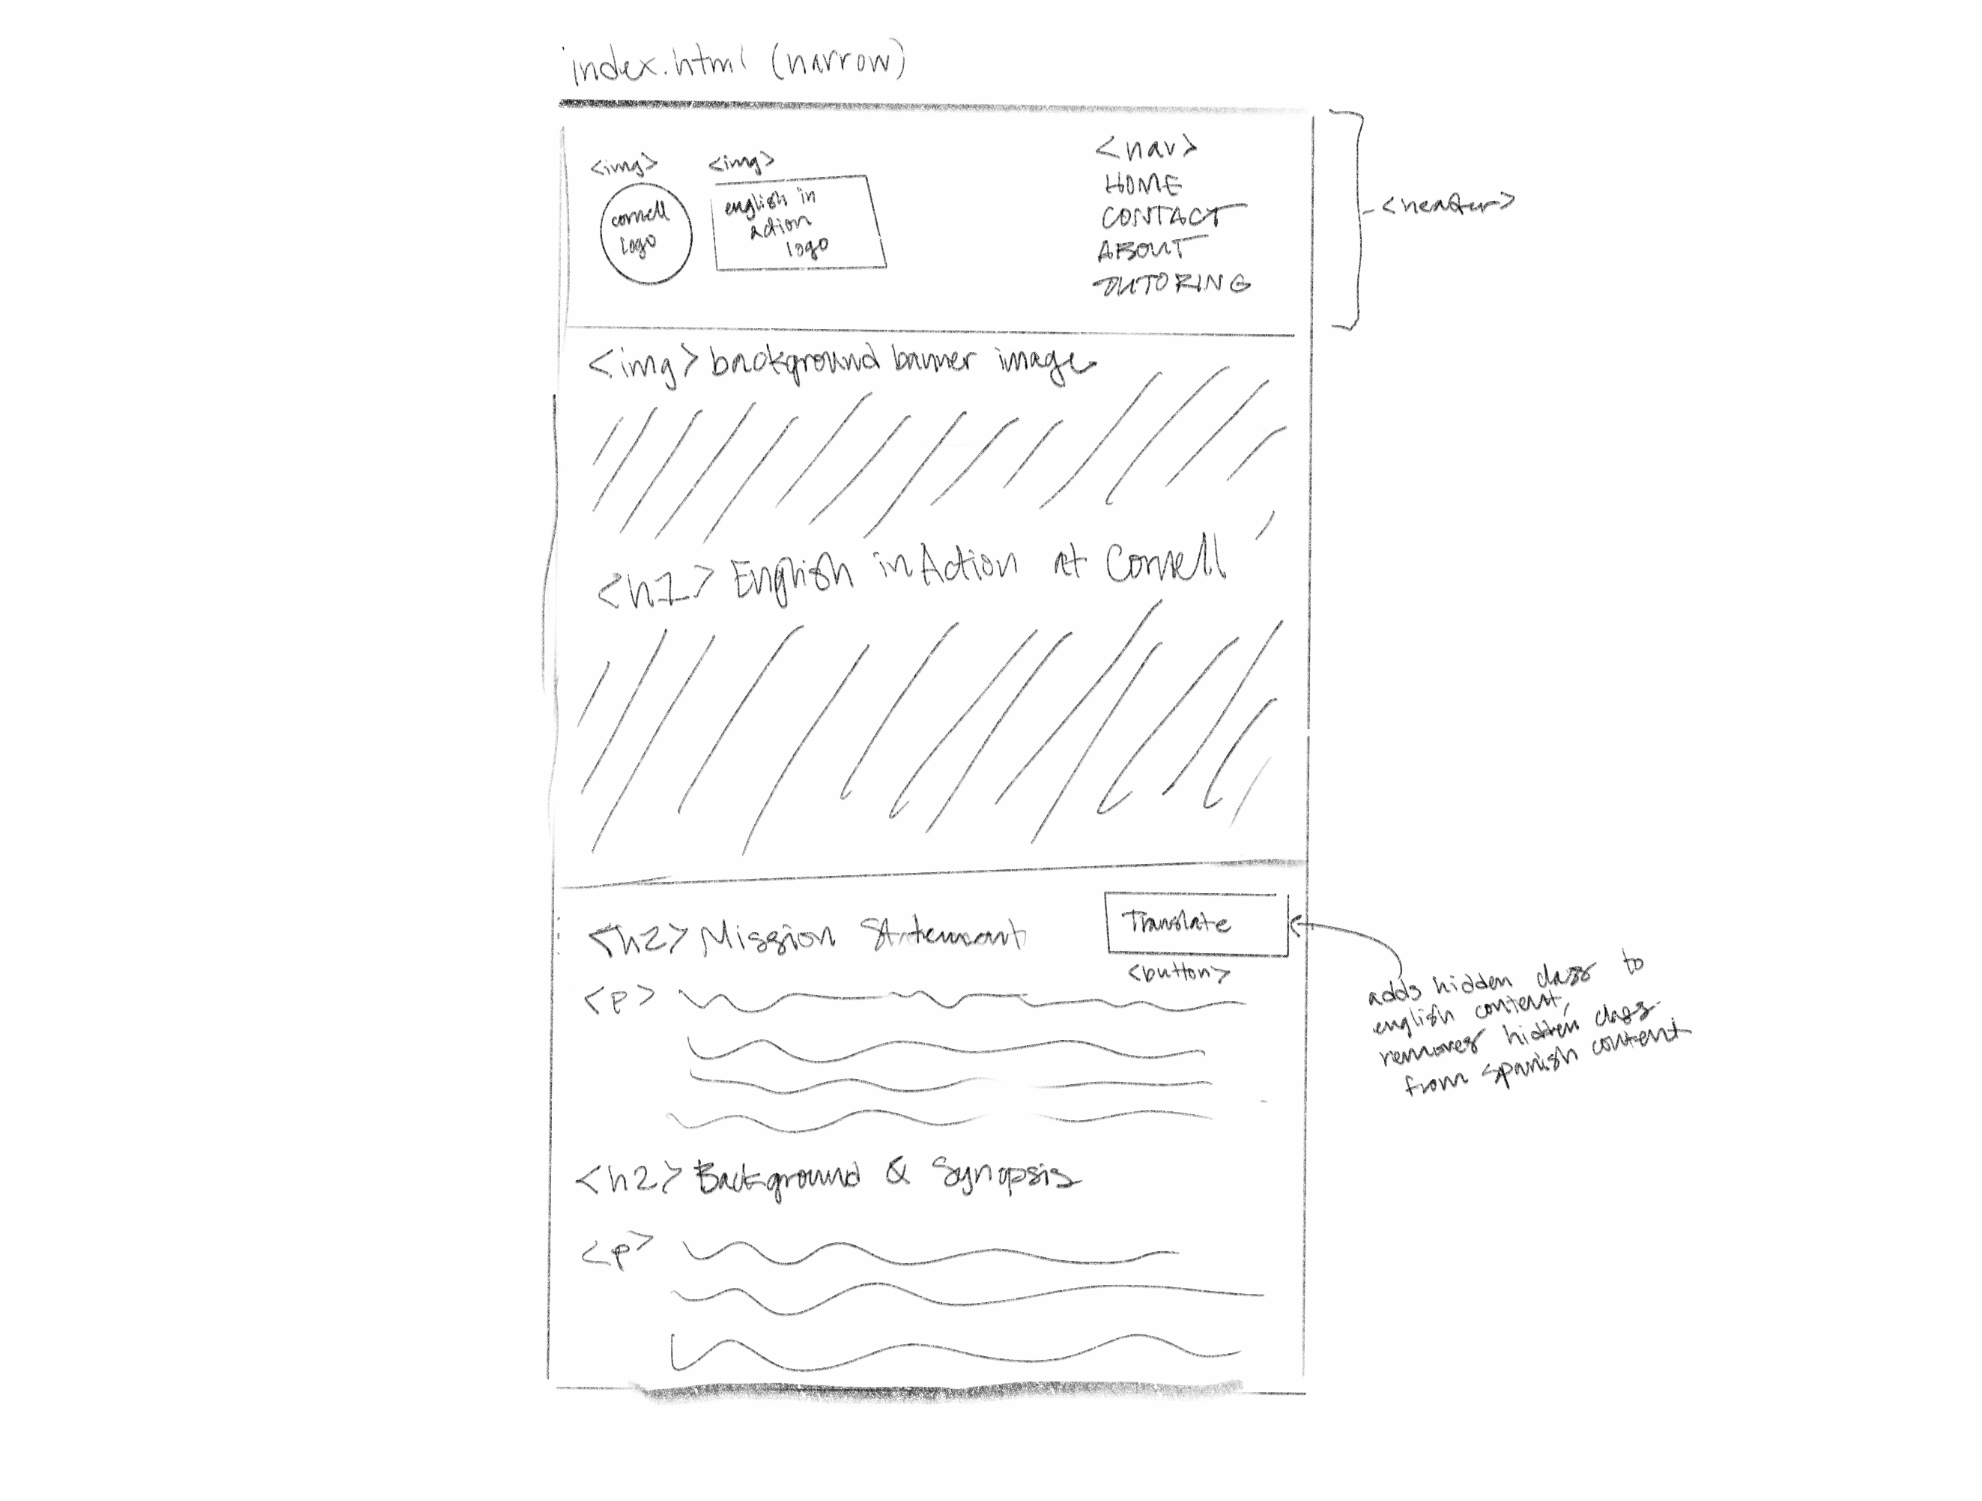 index.html (narrow)
<img>
<img>
cornell
logo
english in
action
logo
<nav>
HOME
CONTACT
ABOUT
TUTORING
<header>
<img> background banner image
<h1> English in Action at Cornell
<h2> Mission Statement
Translate
<button>
adds hidden class to
english content,
removes hidden class
from spanish content
<p>
<h2> Background & Synopsis
<p>